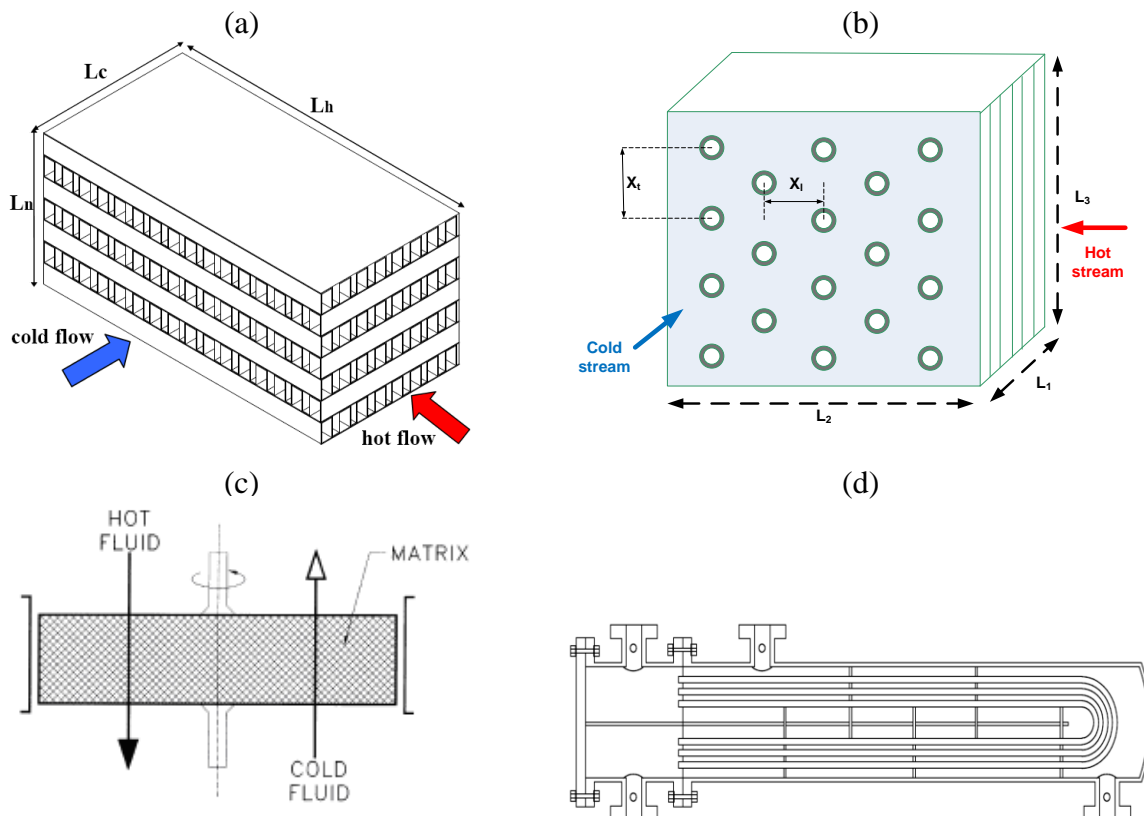 (a)
Lc
Lh
Ln
cold flow
hot flow
(b)
Xt
Xl
L3
Hot
stream
Cold
stream
L1
L2
(c)
HOT
FLUID
MATRIX
COLD
FLUID
(d)